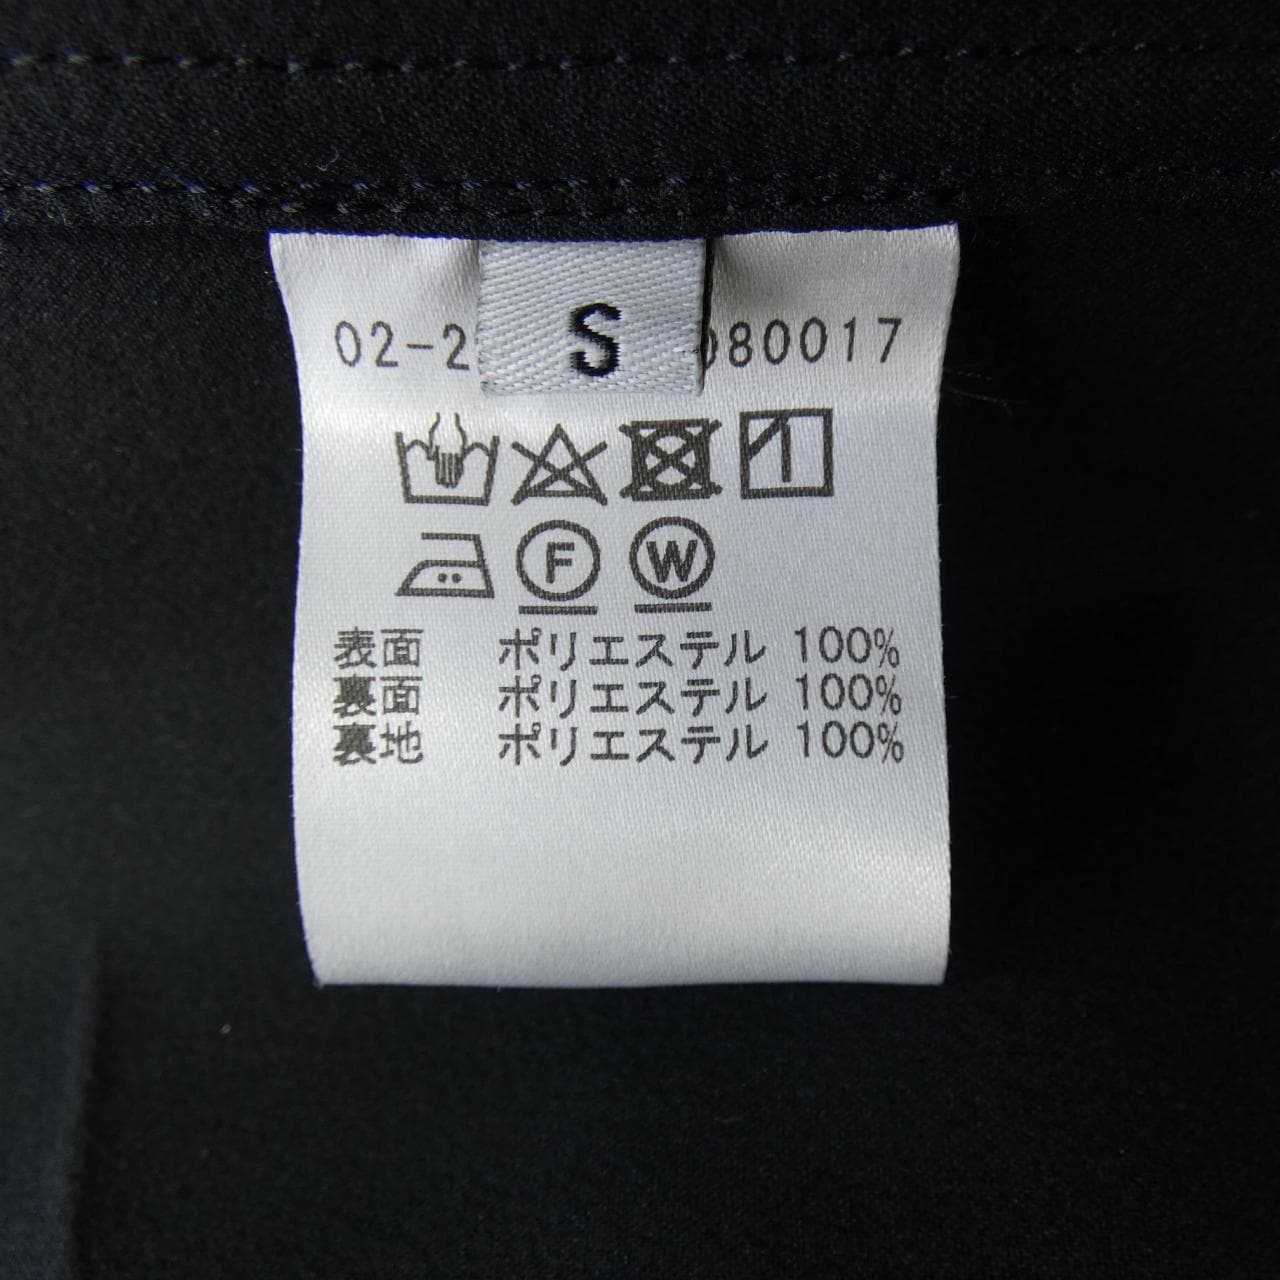 S
02-2 080017
F W
表面 ポリエステル 100%
裏面 ポリエステル 100%
裏地 ポリエステル 100%